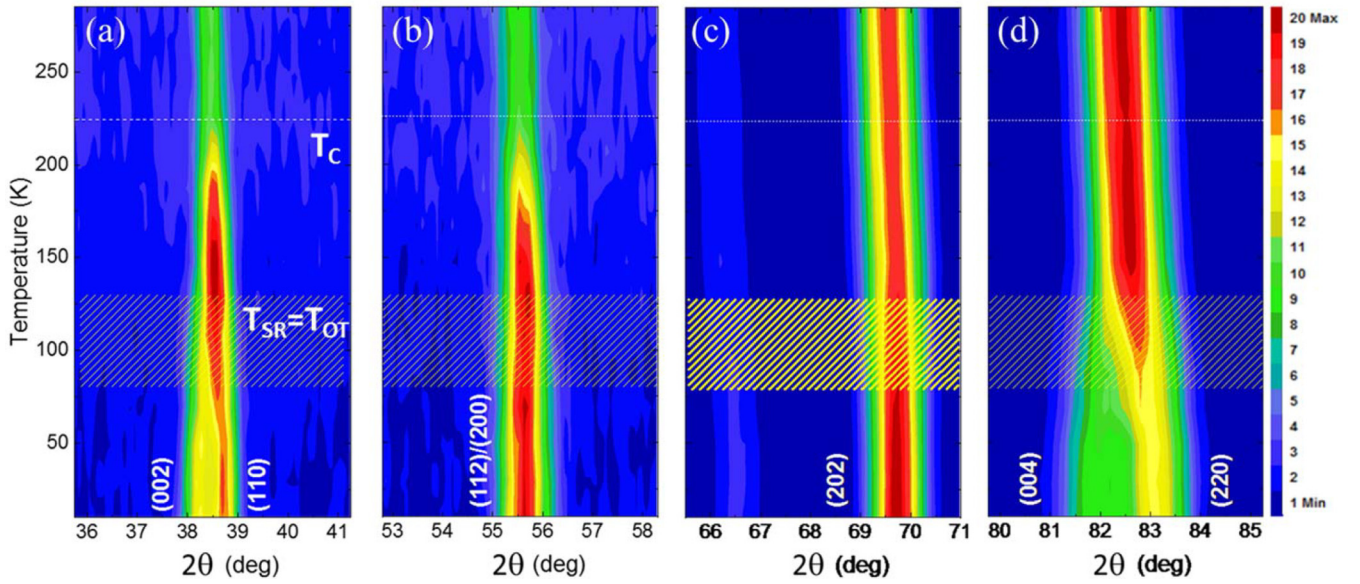 (a) (b) (c) (d)
Temperature (K)
250
200
150
100
50
T_C
T_SR=T_OT
(002)
(110)
(112)/(200)
(202)
(004)
(220)
36 37 38 39 40 41
53 54 55 56 57 58
66 67 68 69 70 71
80 81 82 83 84 85
2θ (deg) 2θ (deg) 2θ (deg) 2θ (deg)
20 Max
19
18
17
16
15
14
13
12
11
10
9
8
7
6
5
4
3
2
1 Min